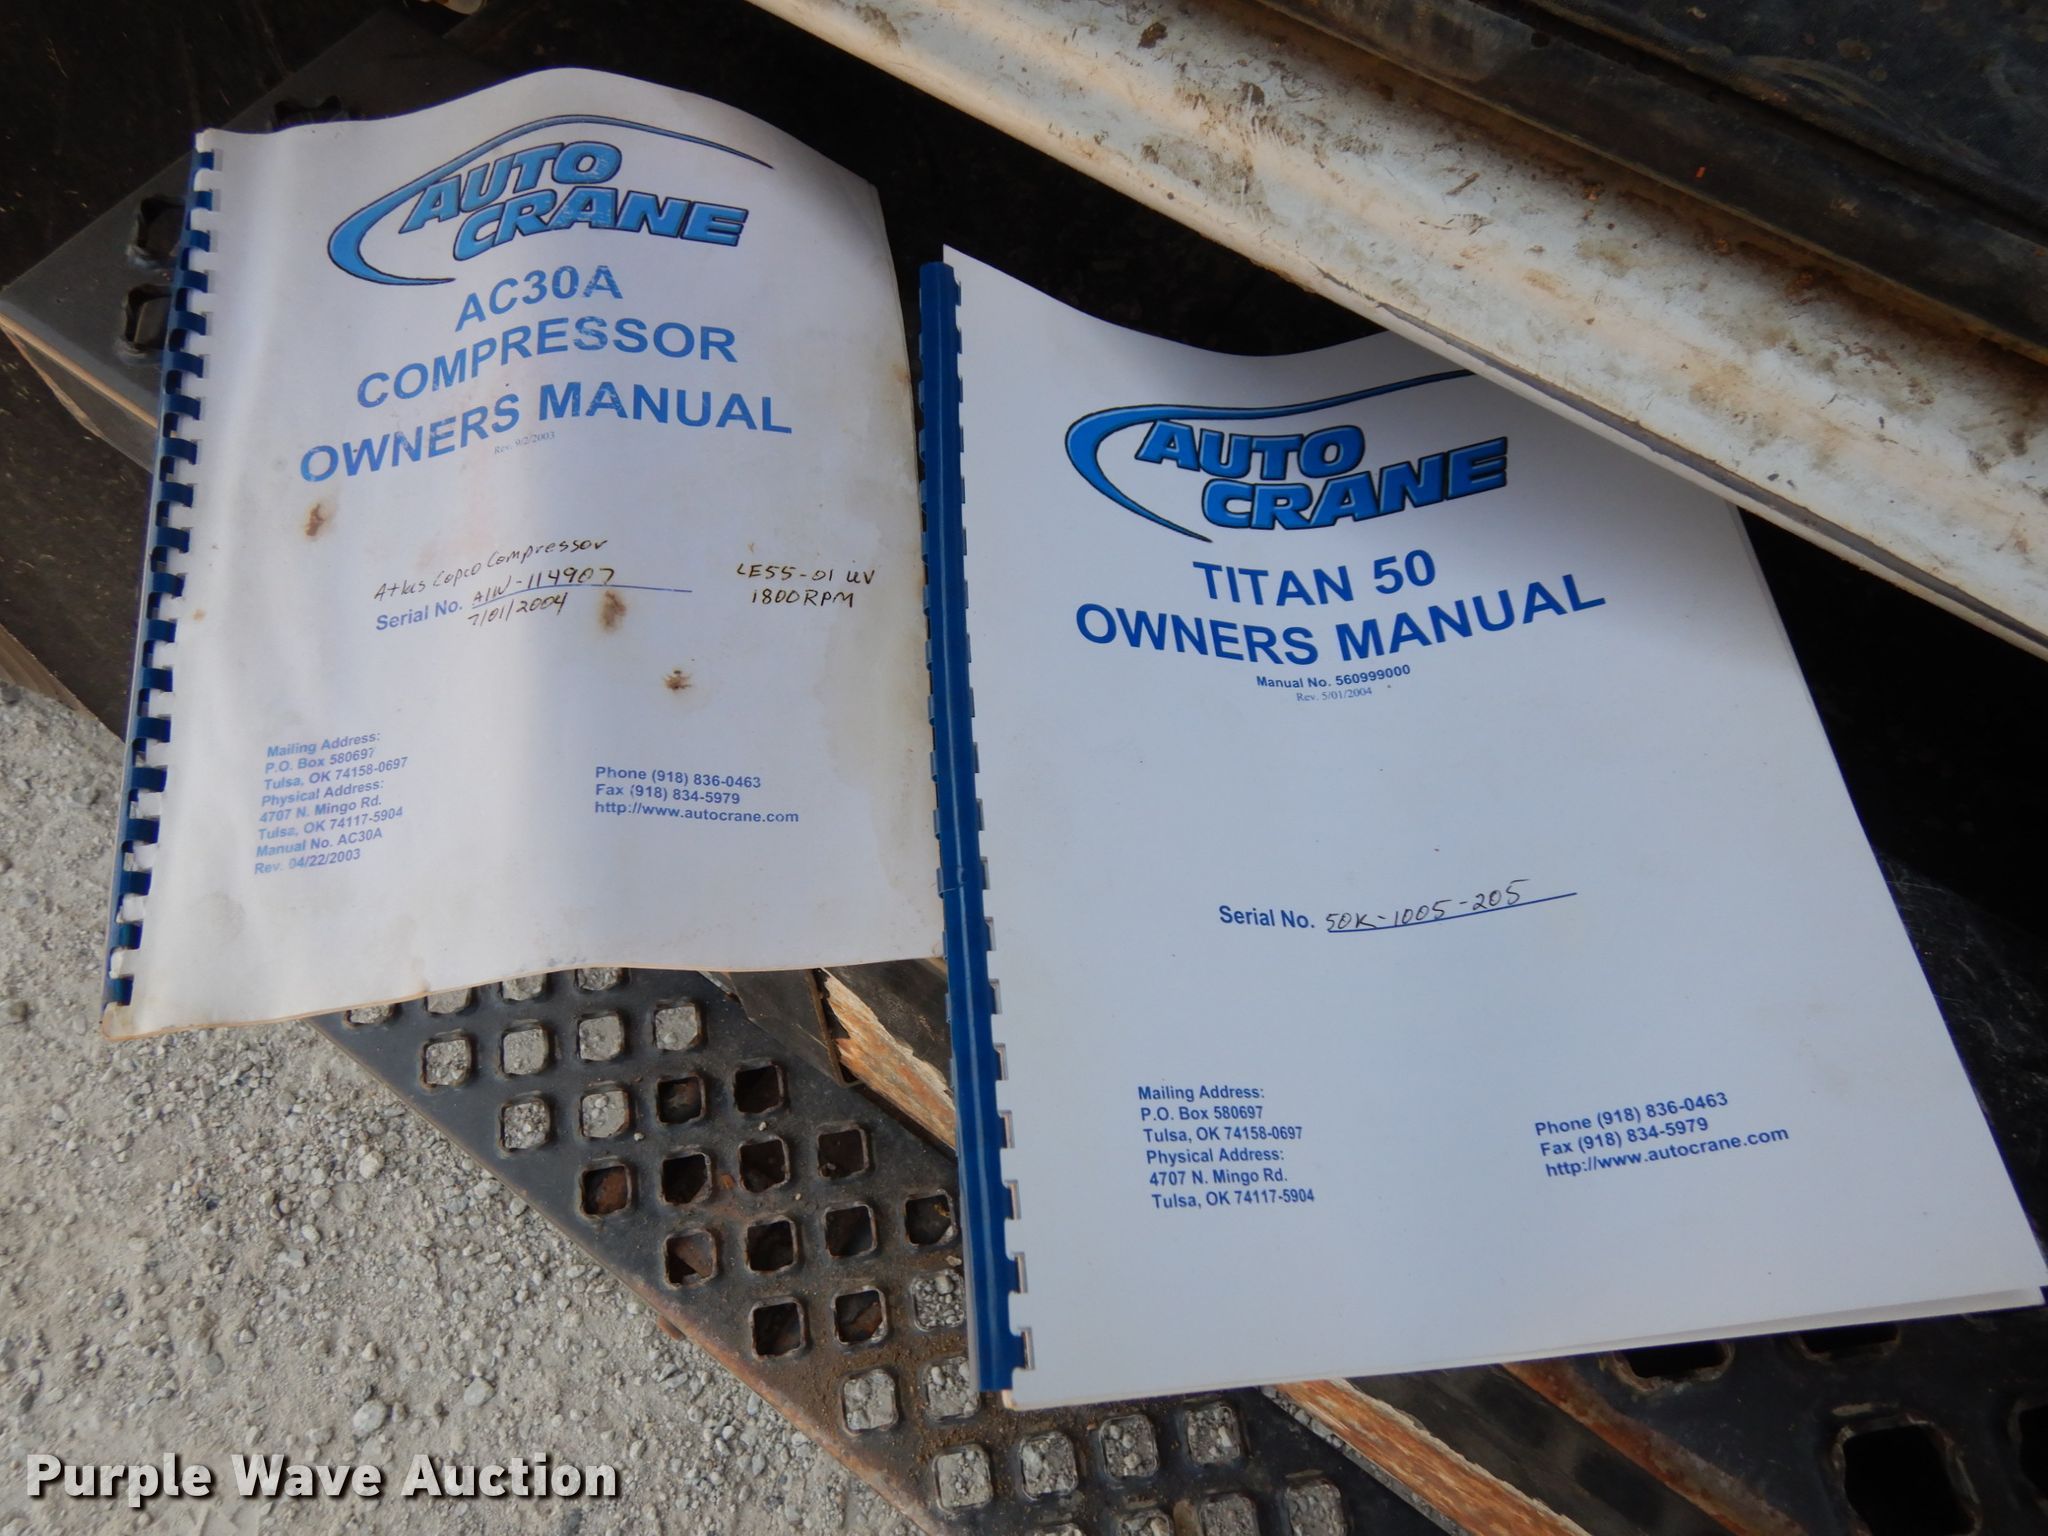 AUTO
CRANE
AC30A
COMPRESSOR
OWNERS MANUAL
Rev. 9/2/2003
Atlas Copco Compressor
Serial No. AIW-114907
7/01/2004
LE55-01 UV
1800RPM
Mailing Address:
P.O. Box 580697
Tulsa, OK 74158-0697
Physical Address:
4707 N. Mingo Rd.
Tulsa, OK 74117-5904
Manual No. AC30A
Rev. 04/22/2003
Phone (918) 836-0463
Fax (918) 834-5979
http://www.autocrane.com
AUTO
CRANE
TITAN 50
OWNERS MANUAL
Manual No. 560999000
Rev. 5/01/2004
Serial No. 50K-1005-205
Mailing Address:
P.O. Box 580697
Tulsa, OK 74158-0697
Physical Address:
4707 N. Mingo Rd.
Tulsa, OK 74117-5904
Phone (918) 836-0463
Fax (918) 834-5979
http://www.autocrane.com
Purple Wave Auction